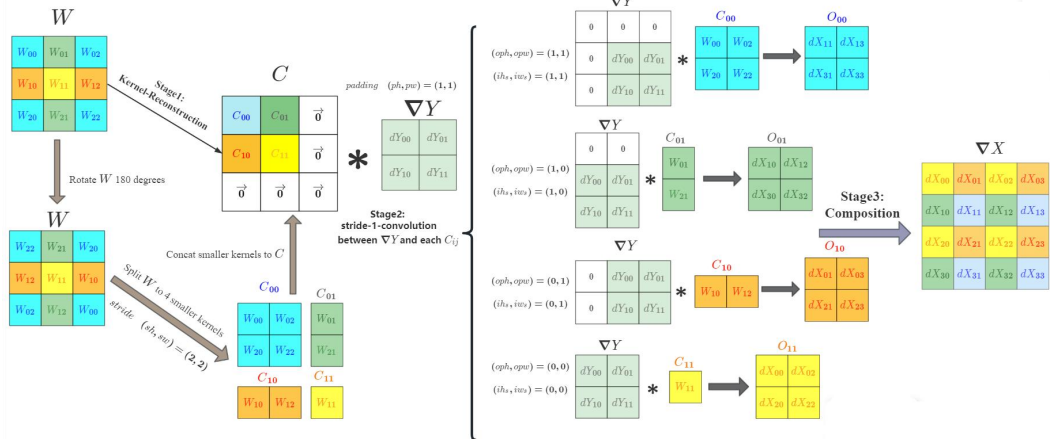 W
W00 W01 W02
W10 W11 W12
W20 W21 W22
Stage1:
Kernel-Reconstruction
Rotate W 180 degrees
W
W22 W21 W20
W12 W11 W10
W02 W12 W00
Split W to 4 smaller kernels
stride (sh, sw) = (2, 2)
C
C00 C01 0⃗
C10 C11 0⃗
0⃗ 0⃗ 0⃗
Concat smaller kernels to C
C00
W00 W02
W20 W22
C01
W01
W21
C10
W10 W12
C11
W11
*
padding (ph, pw) = (1, 1)
∇Y
dY00 dY01
dY10 dY11
Stage2:
stride-1-convolution
between ∇Y and each Cij
∇Y
(oph, opw) = (1, 1)
(ihs, iws) = (1, 1)
0 0 0
0 dY00 dY01
0 dY10 dY11
*
C00
W00 W02
W20 W22
O00
dX11 dX13
dX31 dX33
∇Y
(oph, opw) = (1, 0)
(ihs, iws) = (1, 0)
0 0
dY00 dY01
dY10 dY11
*
C01
W01
W21
O01
dX10 dX12
dX30 dX32
∇Y
(oph, opw) = (0, 1)
(ihs, iws) = (0, 1)
0 dY00 dY01
0 dY10 dY11
*
C10
W10 W12
O10
dX01 dX03
dX21 dX23
∇Y
(oph, opw) = (0, 0)
(ihs, iws) = (0, 0)
dY00 dY01
dY10 dY11
*
C11
W11
O11
dX00 dX02
dX20 dX22
Stage3:
Composition
∇X
dX00 dX01 dX02 dX03
dX10 dX11 dX12 dX13
dX20 dX21 dX22 dX23
dX30 dX31 dX32 dX33